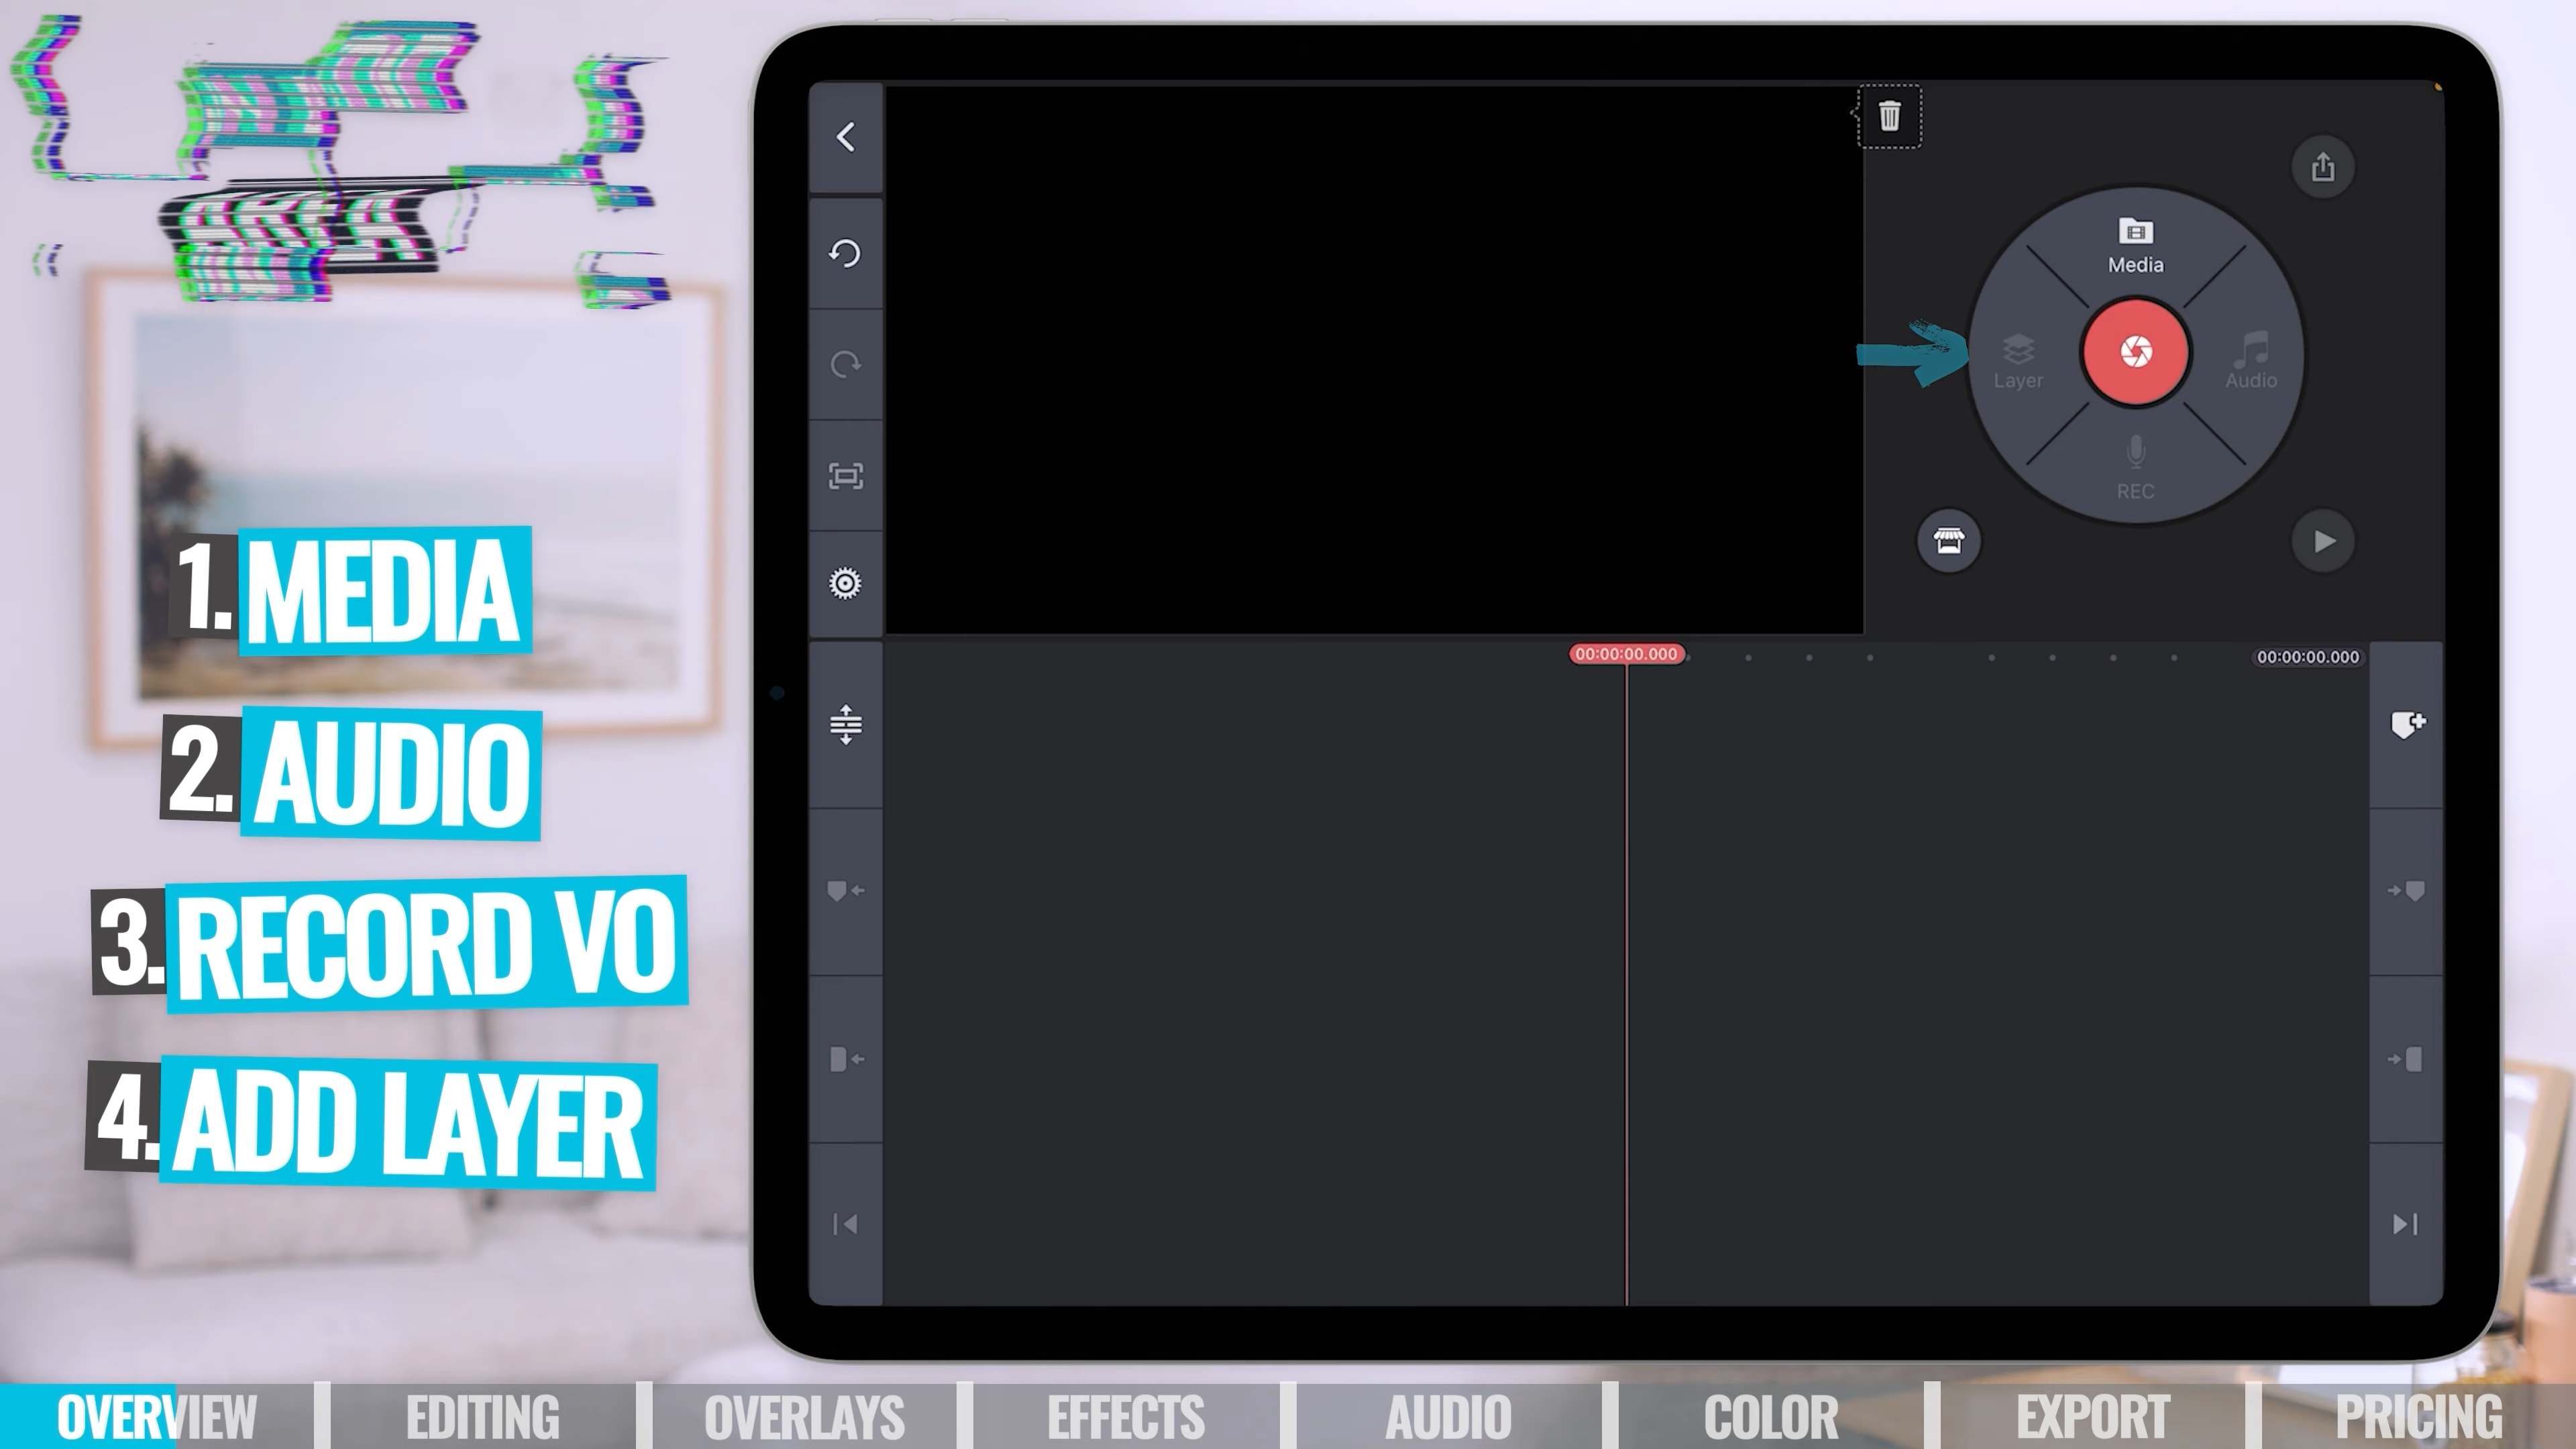 1. MEDIA
2. AUDIO
3. RECORD VO
4. ADD LAYER
Media
Layer
Audio
REC
00:00:00.000
00:00:00.000
OVERVIEW
EDITING
OVERLAYS
EFFECTS
AUDIO
COLOR
EXPORT
PRICING